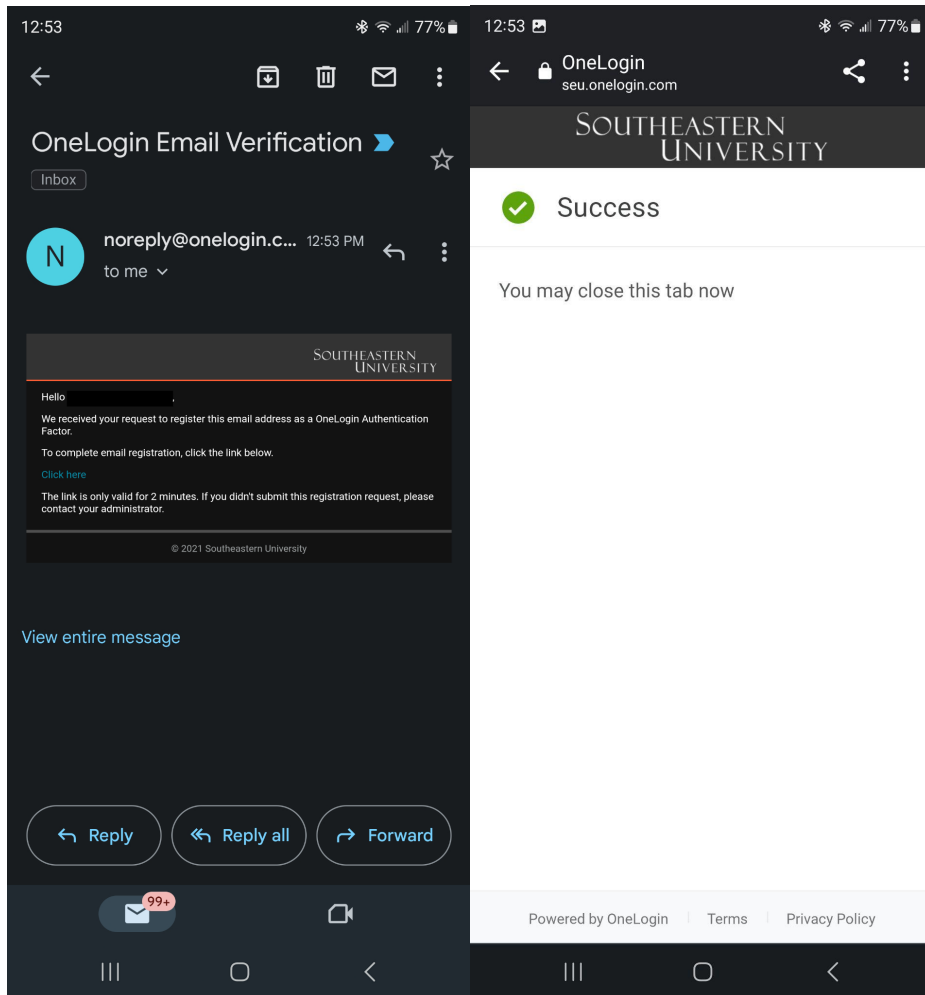 12:53
77%
OneLogin Email Verification
Inbox
N
noreply@onelogin.c... 12:53 PM
to me
SOUTHEASTERN
UNIVERSITY
Hello ,
We received your request to register this email address as a OneLogin Authentication
Factor.
To complete email registration, click the link below.
Click here
The link is only valid for 2 minutes. If you didn't submit this registration request, please
contact your administrator.
© 2021 Southeastern University
View entire message
Reply
Reply all
Forward
99+
12:53
77%
OneLogin
seu.onelogin.com
SOUTHEASTERN
UNIVERSITY
Success
You may close this tab now
Powered by OneLogin
Terms
Privacy Policy